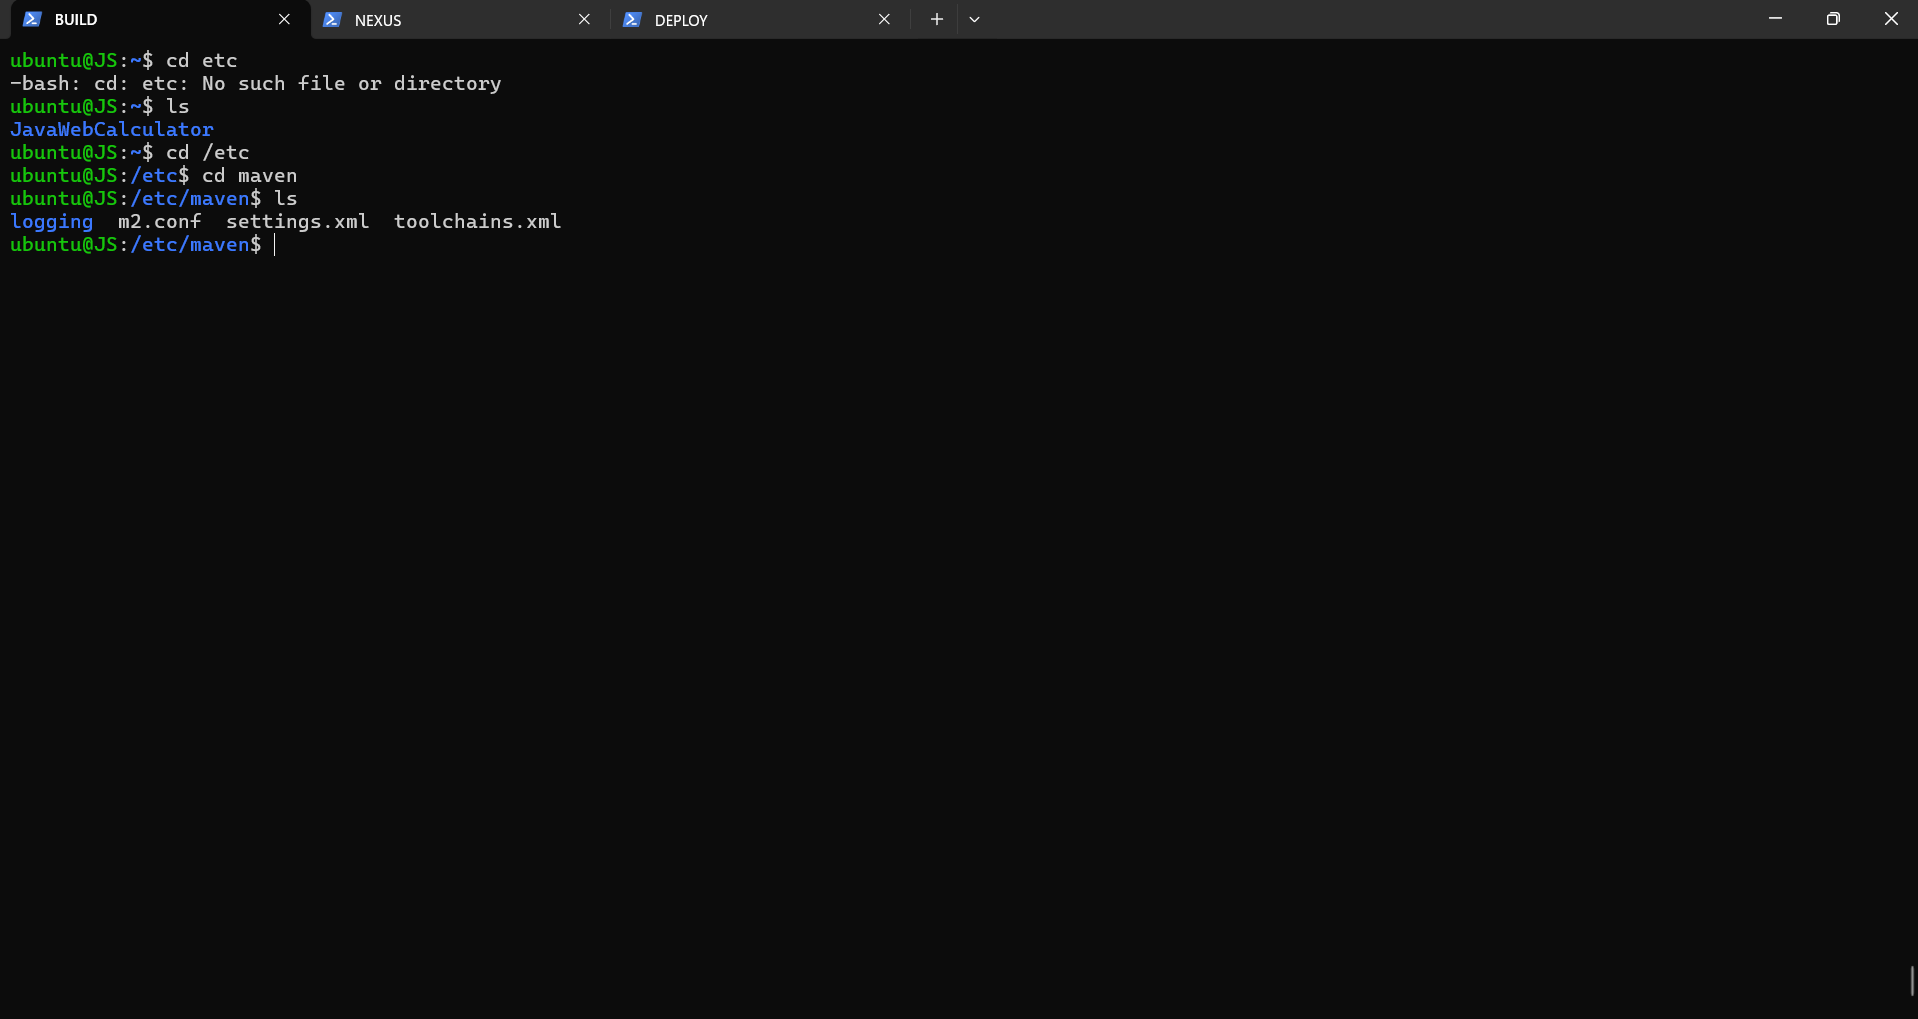 BUILD
NEXUS
DEPLOY
ubuntu@JS:~$ cd etc
-bash: cd: etc: No such file or directory
ubuntu@JS:~$ ls
JavaWebCalculator
ubuntu@JS:~$ cd /etc
ubuntu@JS:/etc$ cd maven
ubuntu@JS:/etc/maven$ ls
logging  m2.conf  settings.xml  toolchains.xml
ubuntu@JS:/etc/maven$